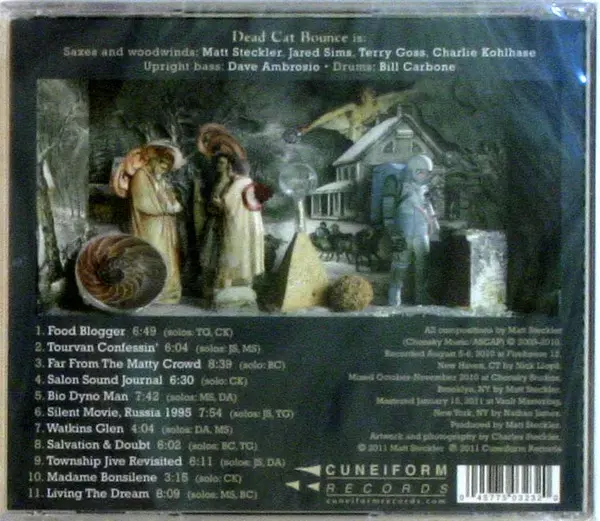 Dead Cat Bounce is:
Saxes and woodwinds: Matt Steckler, Jared Sims, Terry Goss, Charlie Kohlhase
Upright bass: Dave Ambrosio • Drums: Bill Carbone
1. Food Blogger 6:49 (solos: TG, CK)
2. Tourvan Confessin' 6:04 (solos: JS, MS)
3. Far From The Matty Crowd 8:39 (solo: BC)
4. Salon Sound Journal 6:30 (solo: CK)
5. Bio Dyno Man 7:42 (solos: MS, DA)
6. Silent Movie, Russia 1995 7:54 (solos: JS, TG)
7. Watkins Glen 4:04 (solos: DA, MS)
8. Salvation & Doubt 6:02 (solos: BC, TG)
9. Township Jive Revisited 6:11 (solos: JS, DA)
10. Madame Bonsilene 3:15 (solo: CK)
11. Living The Dream 8:09 (solos: MS, BC)
All compositions by Matt Steckler
(Chonsky Music/ASCAP) © 2009-2010.
Recorded August 5-6, 2010 at Firehouse 12,
New Haven, CT by Nick Lloyd.
Mixed October-November 2010 at Chonsky Studios,
Brooklyn, NY by Matt Steckler.
Mastered January 15, 2011 at Vault Mastering,
New York, NY by Nathan James.
Produced by Matt Steckler.
Artwork and photography by Charles Steckler.
© 2011 Matt Steckler ℗ 2011 Cuneiform Records
CUNEIFORM
RECORDS
cuneiformrecords.com
0 45775 03232 0